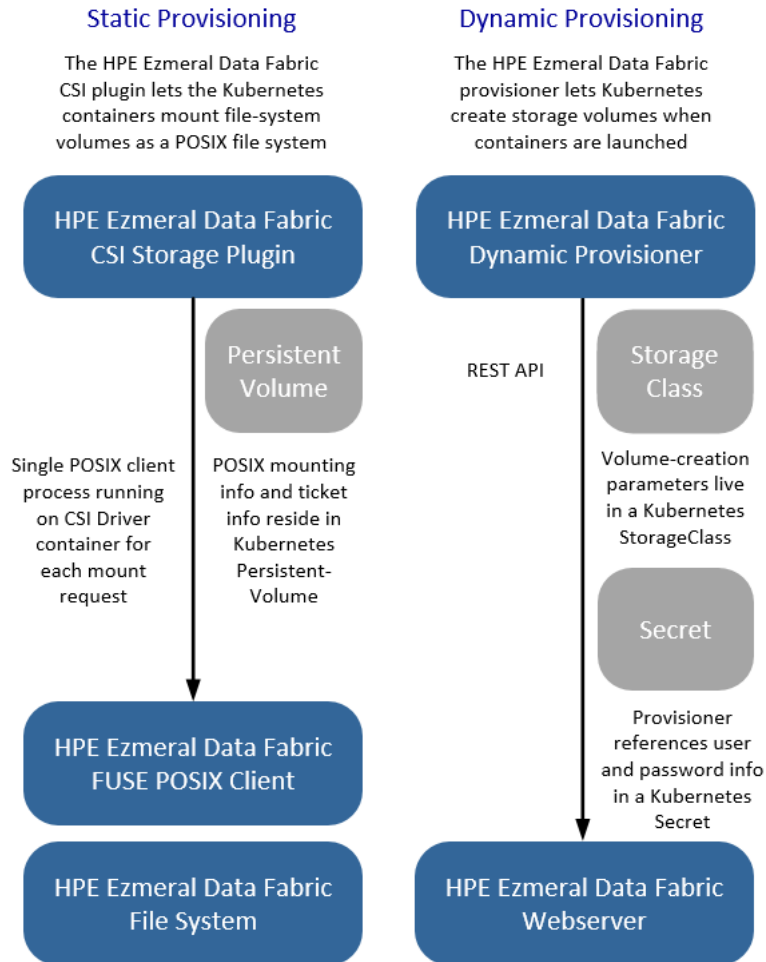 Static Provisioning
The HPE Ezmeral Data Fabric
CSI plugin lets the Kubernetes
containers mount file-system
volumes as a POSIX file system
HPE Ezmeral Data Fabric
CSI Storage Plugin
Persistent
Volume
Single POSIX client
process running
on CSI Driver
container for
each mount
request
POSIX mounting
info and ticket
info reside in
Kubernetes
Persistent-
Volume
HPE Ezmeral Data Fabric
FUSE POSIX Client
HPE Ezmeral Data Fabric
File System
Dynamic Provisioning
The HPE Ezmeral Data Fabric
provisioner lets Kubernetes
create storage volumes when
containers are launched
HPE Ezmeral Data Fabric
Dynamic Provisioner
REST API
Storage
Class
Volume-creation
parameters live
in a Kubernetes
StorageClass
Secret
Provisioner
references user
and password info
in a Kubernetes
Secret
HPE Ezmeral Data Fabric
Webserver